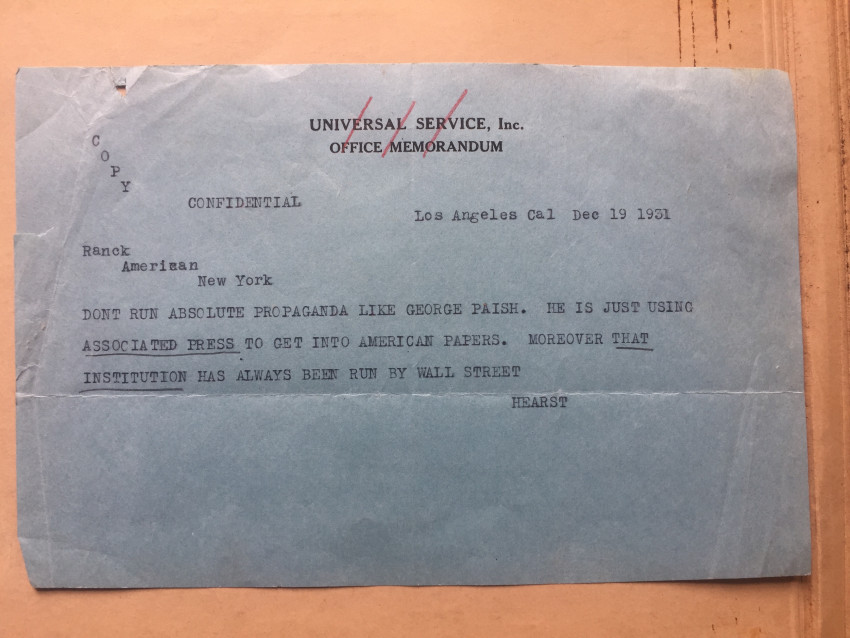 UNIVERSAL SERVICE, Inc.
OFFICE MEMORANDUM
COPY
CONFIDENTIAL
Los Angeles Cal Dec 19 1931
Ranck
American
New York
DONT RUN ABSOLUTE PROPAGANDA LIKE GEORGE PAISH. HE IS JUST USING
ASSOCIATED PRESS TO GET INTO AMERICAN PAPERS. MOREOVER THAT
INSTITUTION HAS ALWAYS BEEN RUN BY WALL STREET
HEARST